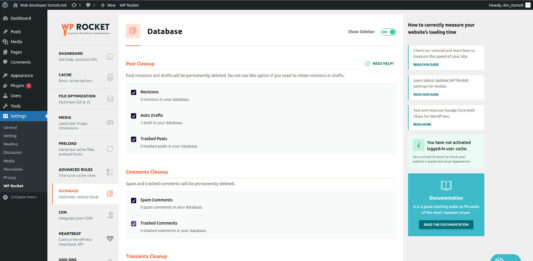 Web developer tsmost.not
New
WP Rocket
Howdy, dev_itsmost
Dashboard
Posts
Media
Pages
Comments
Appearance
Plugins
Users
Tools
Settings
General
Writing
Reading
Discussion
Media
Permalinks
Privacy
WP Rocket
Collapse menu
WP ROCKET
DASHBOARD
Get help, account info
CACHE
Basic cache options
FILE OPTIMIZATION
Optimize CSS & JS
MEDIA
LazyLoad, image
dimensions
PRELOAD
Generate cache files,
preload fonts
ADVANCED RULES
Fine-tune cache rules
DATABASE
Optimize, reduce bloat
CDN
Integrate your CDN
HEARTBEAT
Control WordPress
Heartbeat API
ADD-ONS
Database
Show Sidebar
ON
Post Cleanup
NEED HELP?
Post revisions and drafts will be permanently deleted. Do not use this option if you need to retain revisions or drafts.
Revisions
0 revisions in your database.
Auto Drafts
1 draft in your database.
Trashed Posts
0 trashed posts in your database.
Comments Cleanup
Spam and trashed comments will be permanently deleted.
Spam Comments
0 spam comments in your database.
Trashed Comments
0 trashed comments in your database.
Transients Cleanup
How to correctly measure your
website's loading time
Check our tutorial and learn how to
measure the speed of your site.
READ OUR GUIDE
Learn about optimal WP Rocket
settings for mobile.
READ OUR GUIDE
Test and Improve Google Core Web
Vitals for WordPress.
READ MORE
You have not activated
logged-in user cache.
Use a private browser to check your
website's speed and visual appearance.
Documentation
It is a great starting point to fix some
of the most common issues.
READ THE DOCUMENTATION